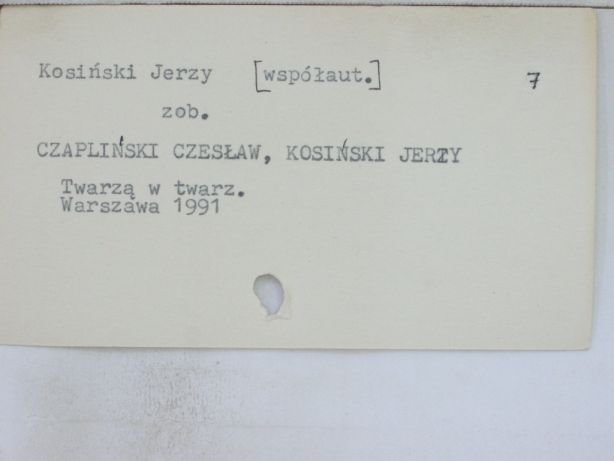 Kosiński Jerzy [współaut.] 7
zob.
CZAPLIŃSKI CZESŁAW, KOSIŃSKI JERZY
Twarzą w twarz.
Warszawa 1991